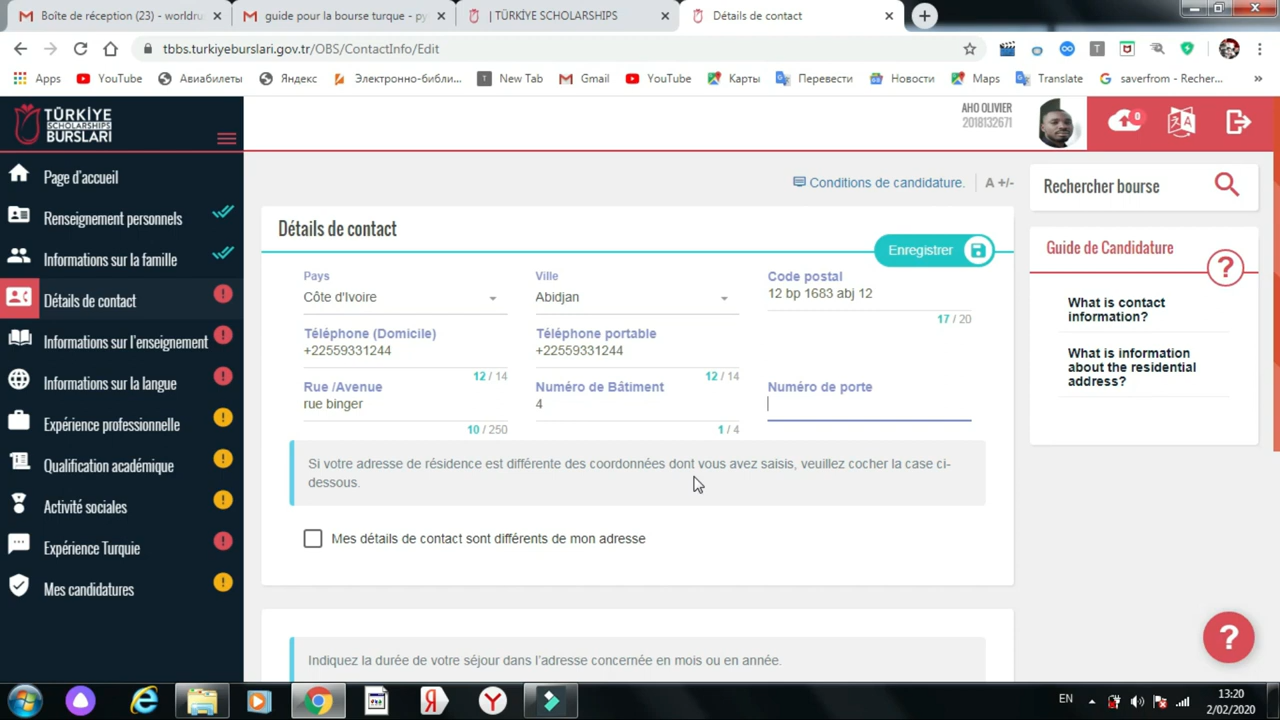 Boîte de réception (23) - worldru
guide pour la bourse turque - py
| TÜRKİYE SCHOLARSHIPS
Détails de contact
tbbs.turkiyeburslari.gov.tr/OBS/ContactInfo/Edit
Apps
YouTube
Авиабилеты
Яндекс
Электронно-библи...
New Tab
Gmail
YouTube
Карты
Перевести
Новости
Maps
Translate
saverfrom - Recher...
»
TÜRKİYE
SCHOLARSHIPS
BURSLARI
AHO OLIVIER
2018132671
0
Page d'accueil
Renseignement personnels
Informations sur la famille
Détails de contact
Informations sur l'enseignement
Informations sur la langue
Expérience professionnelle
Qualification académique
Activité sociales
Expérience Turquie
Mes candidatures
Conditions de candidature.
A +/-
Détails de contact
Enregistrer
Pays
Côte d'Ivoire
Ville
Abidjan
Code postal
12 bp 1683 abj 12
17 / 20
Téléphone (Domicile)
+22559331244
12 / 14
Téléphone portable
+22559331244
12 / 14
Rue /Avenue
rue binger
10 / 250
Numéro de Bâtiment
4
1 / 4
Numéro de porte
Si votre adresse de résidence est différente des coordonnées dont vous avez saisis, veuillez cocher la case ci-
dessous.
Mes détails de contact sont différents de mon adresse
Indiquez la durée de votre séjour dans l'adresse concernée en mois ou en année.
Rechercher bourse
Guide de Candidature
?
What is contact
information?
What is information
about the residential
address?
?
EN
13:20
2/02/2020